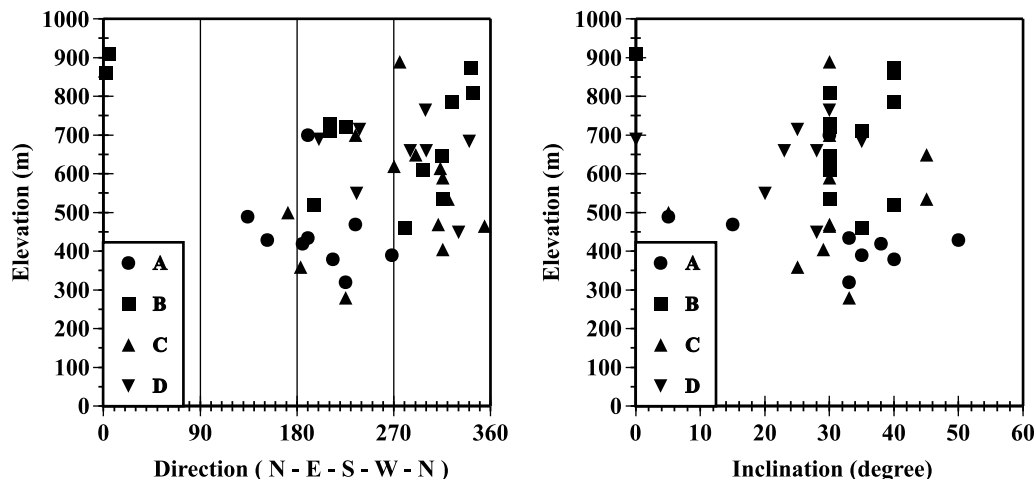 Elevation (m)
1000
900
800
700
600
500
400
300
200
100
0
A
B
C
D
0 90 180 270 360
Direction ( N - E - S - W - N )
Elevation (m)
1000
900
800
700
600
500
400
300
200
100
0
A
B
C
D
0 10 20 30 40 50 60
Inclination (degree)